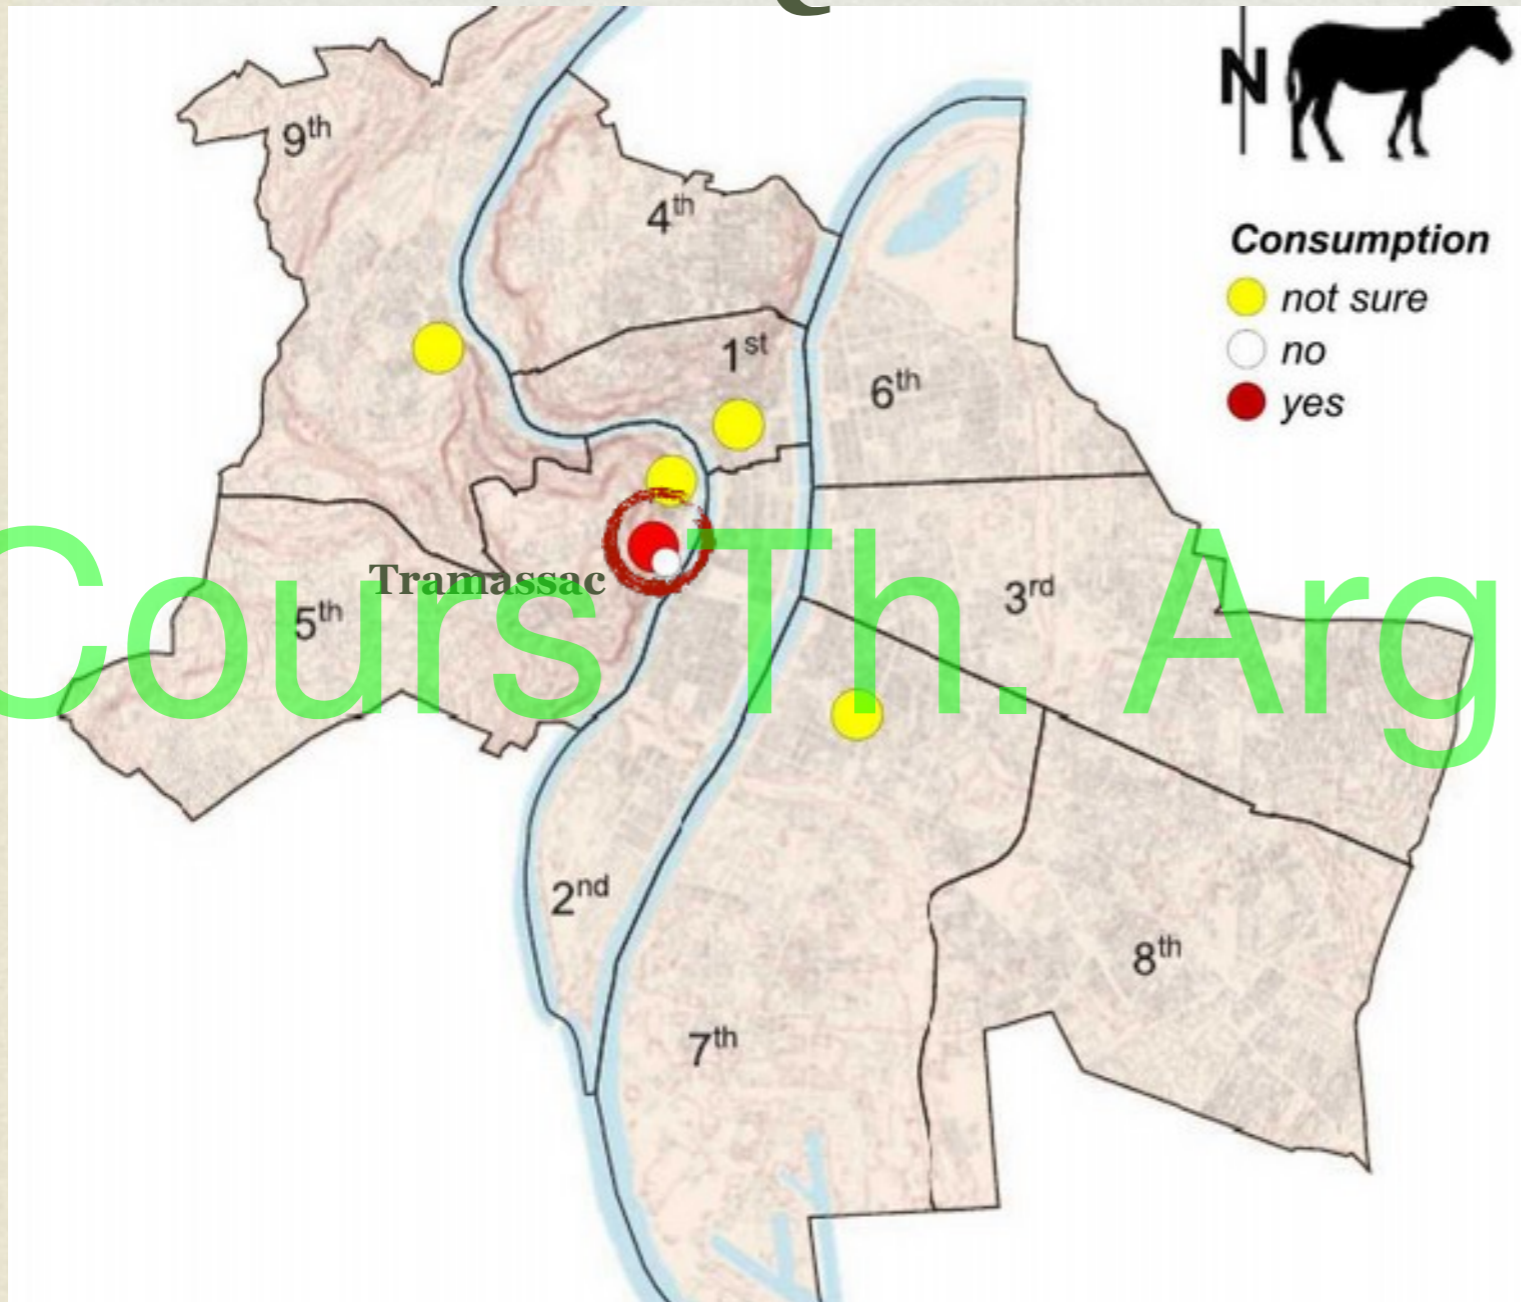 N
9th
4th
Consumption
not sure
1st
no
6th
yes
Tramassac
3rd
5th
Cours Th. Arg
2nd
8th
7th